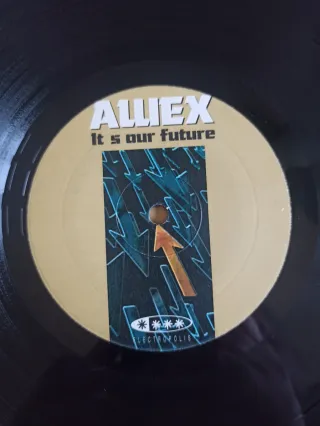 ALLIEX
It s our future
ELECTROPOLIS